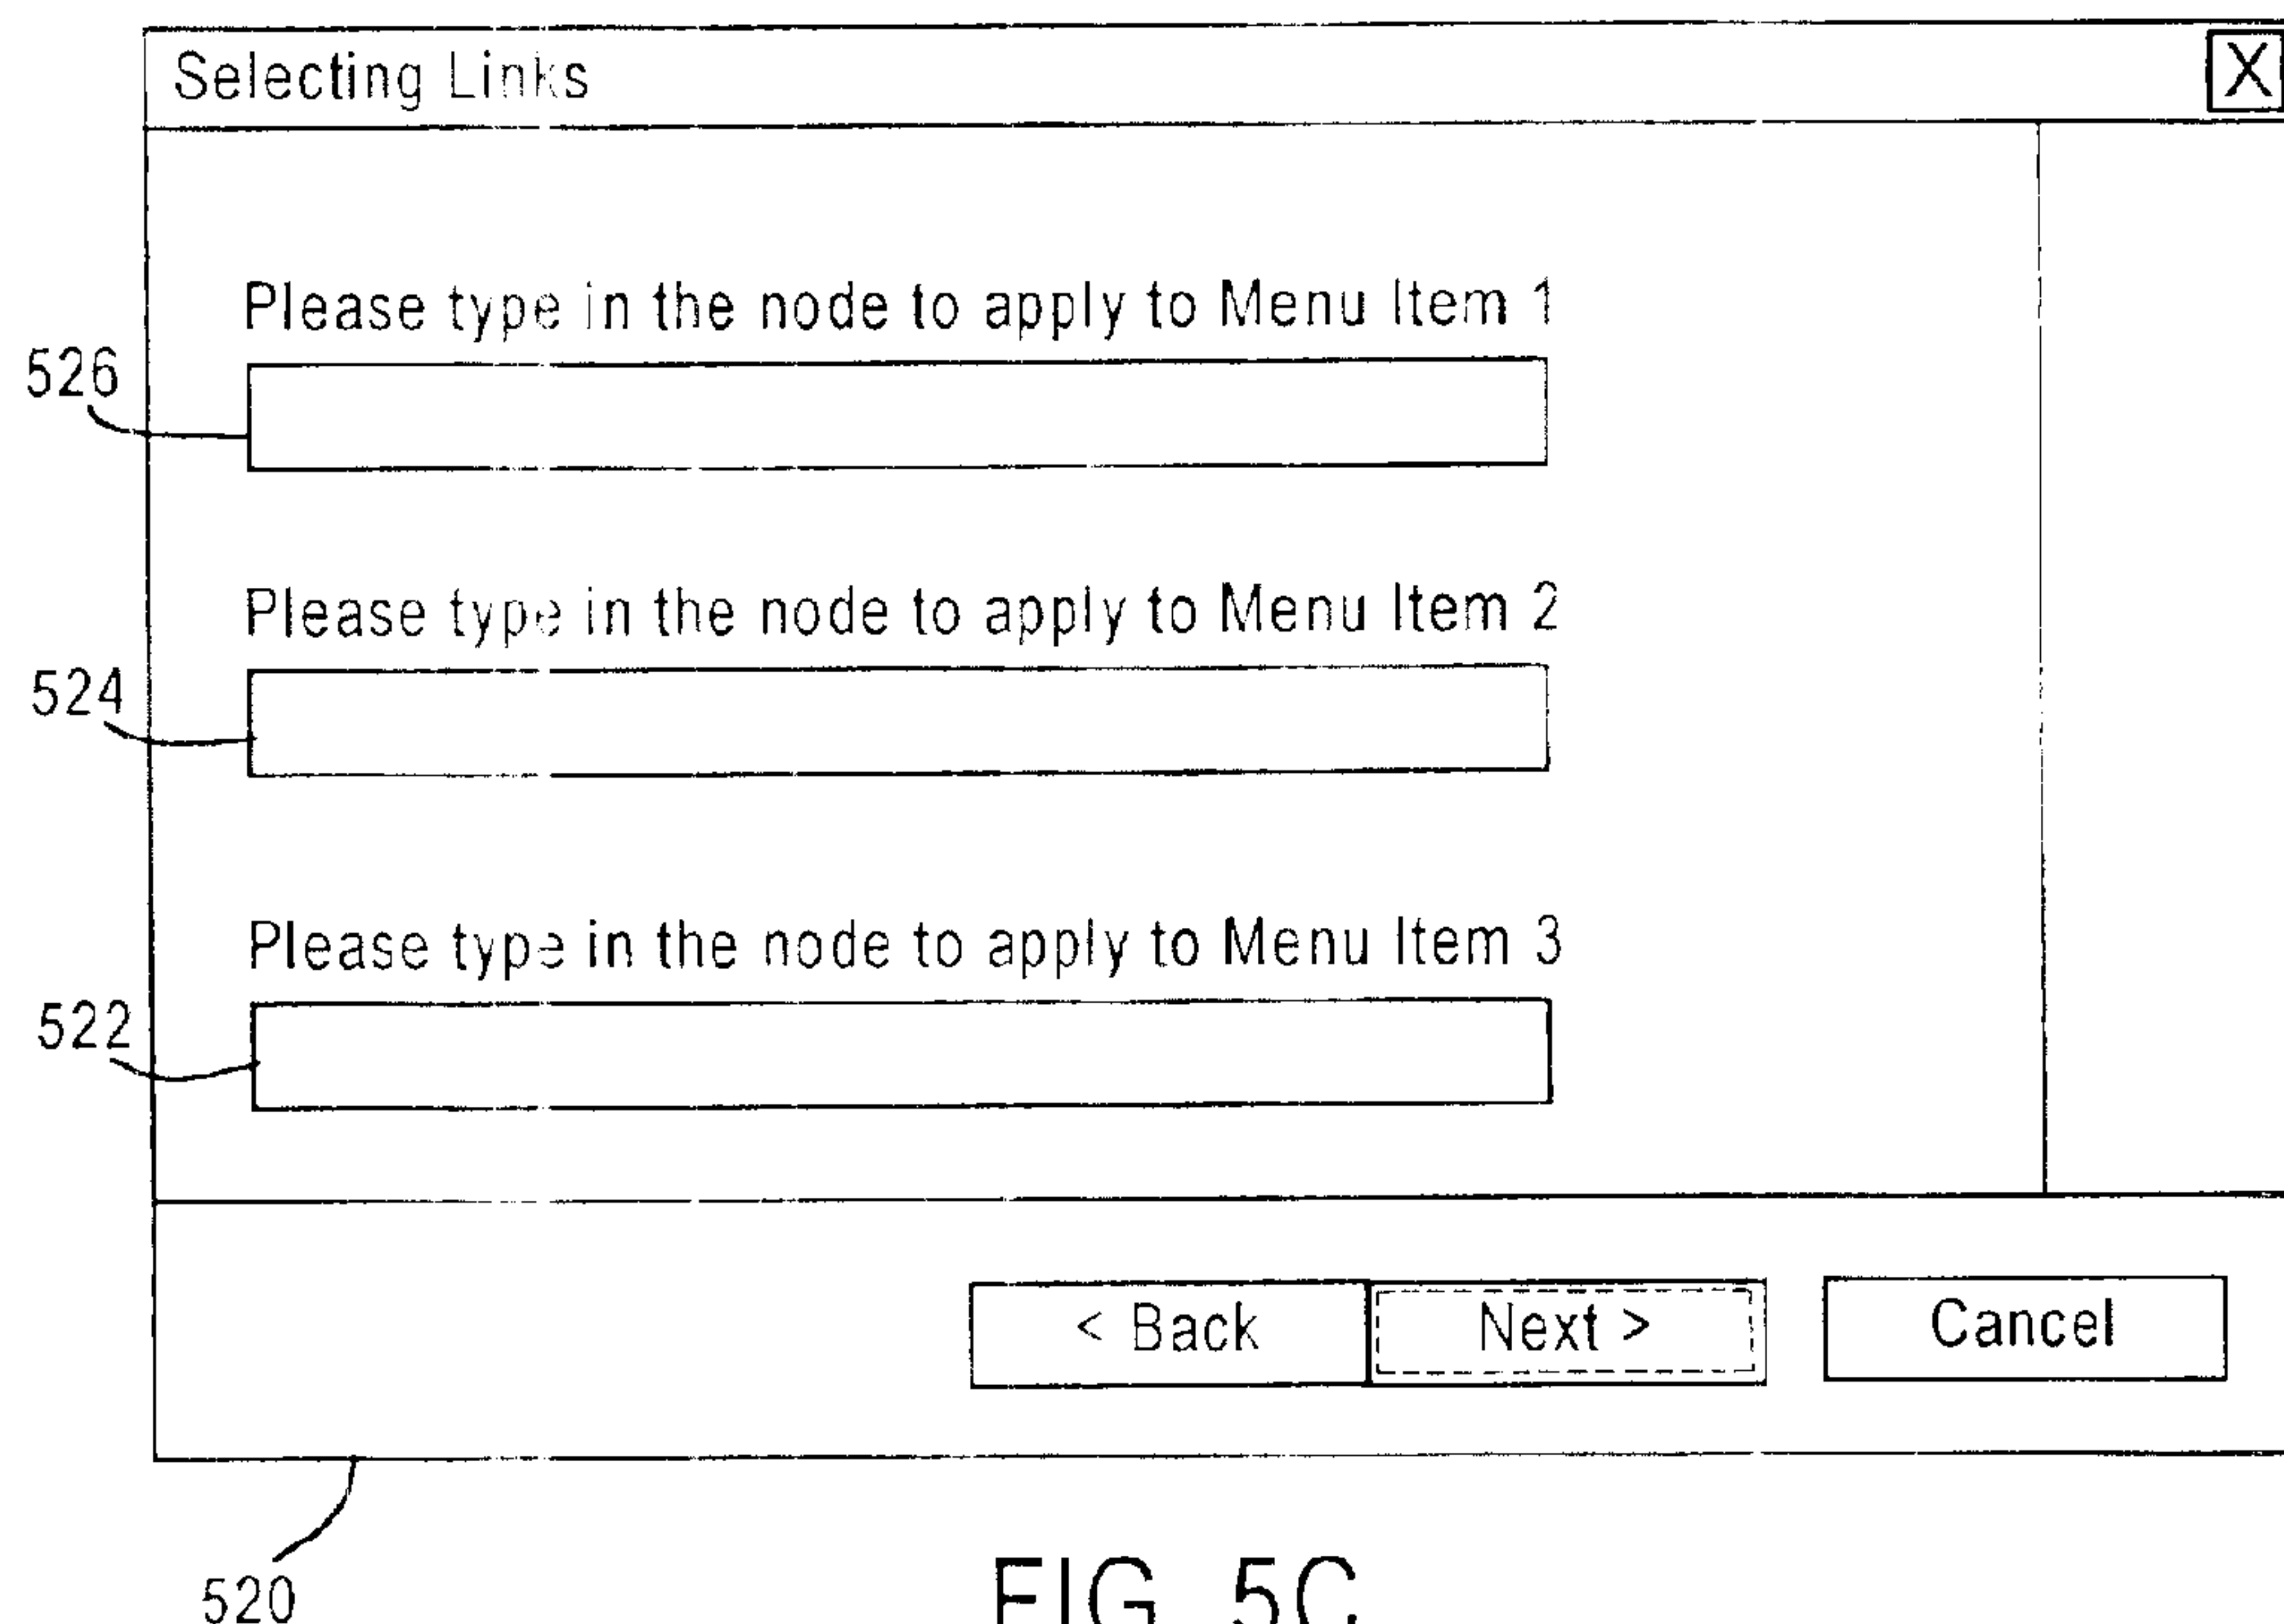 Selecting Links X
Please type in the node to apply to Menu Item 1
526
Please type in the node to apply to Menu Item 2
524
Please type in the node to apply to Menu Item 3
522
< Back Next > Cancel
520
FIG. 5C